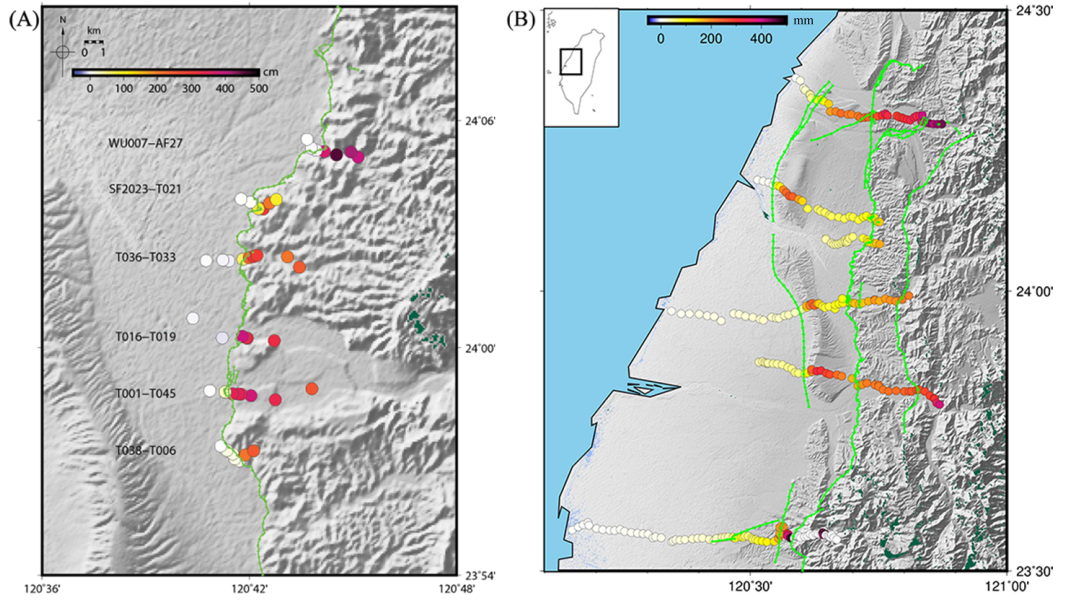 (A)
N
km
0 1
cm
0 100 200 300 400 500
WU007–AF27
SF2023–T021
T036–T033
T016–T019
T001–T045
T038–T006
24°06'
24°00'
23°54'
120°36' 120°42' 120°48'
(B)
mm
0 200 400
24°30'
24°00'
23°30'
120°30' 121°00'